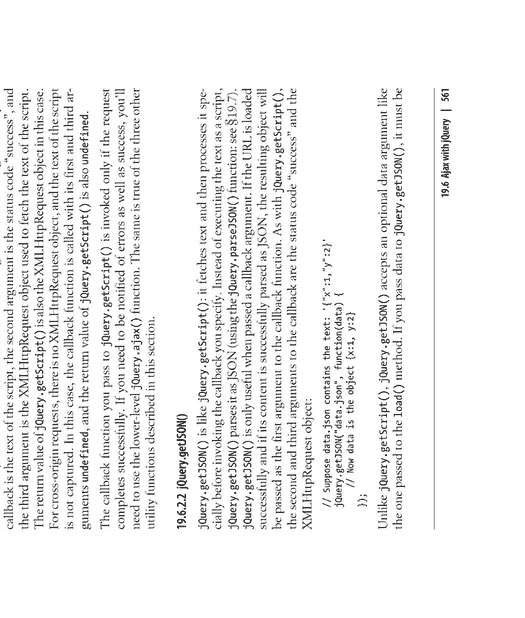 callback is the text of the script, the second argument is the status code “success”, and
the third argument is the XMLHttpRequest object used to fetch the text of the script.
The return value of jQuery.getScript() is also the XMLHttpRequest object in this case.
For cross-origin requests, there is no XMLHttpRequest object, and the text of the script
is not captured. In this case, the callback function is called with its first and third ar-
guments undefined, and the return value of jQuery.getScript() is also undefined.
The callback function you pass to jQuery.getScript() is invoked only if the request
completes successfully. If you need to be notified of errors as well as success, you’ll
need to use the lower-level jQuery.ajax() function. The same is true of the three other
utility functions described in this section.
19.6.2.2 jQuery.getJSON()
jQuery.getJSON() is like jQuery.getScript(): it fetches text and then processes it spe-
cially before invoking the callback you specify. Instead of executing the text as a script,
jQuery.getJSON() parses it as JSON (using the jQuery.parseJSON() function: see §19.7).
jQuery.getJSON() is only useful when passed a callback argument. If the URL is loaded
successfully and if its content is successfully parsed as JSON, the resulting object will
be passed as the first argument to the callback function. As with jQuery.getScript(),
the second and third arguments to the callback are the status code “success” and the
XMLHttpRequest object:
// Suppose data.json contains the text: '{"x":1,"y":2}'
jQuery.getJSON("data.json", function(data) {
// Now data is the object {x:1, y:2}
});
Unlike jQuery.getScript(), jQuery.getJSON() accepts an optional data argument like
the one passed to the load() method. If you pass data to jQuery.getJSON(), it must be
19.6 Ajax with jQuery | 561